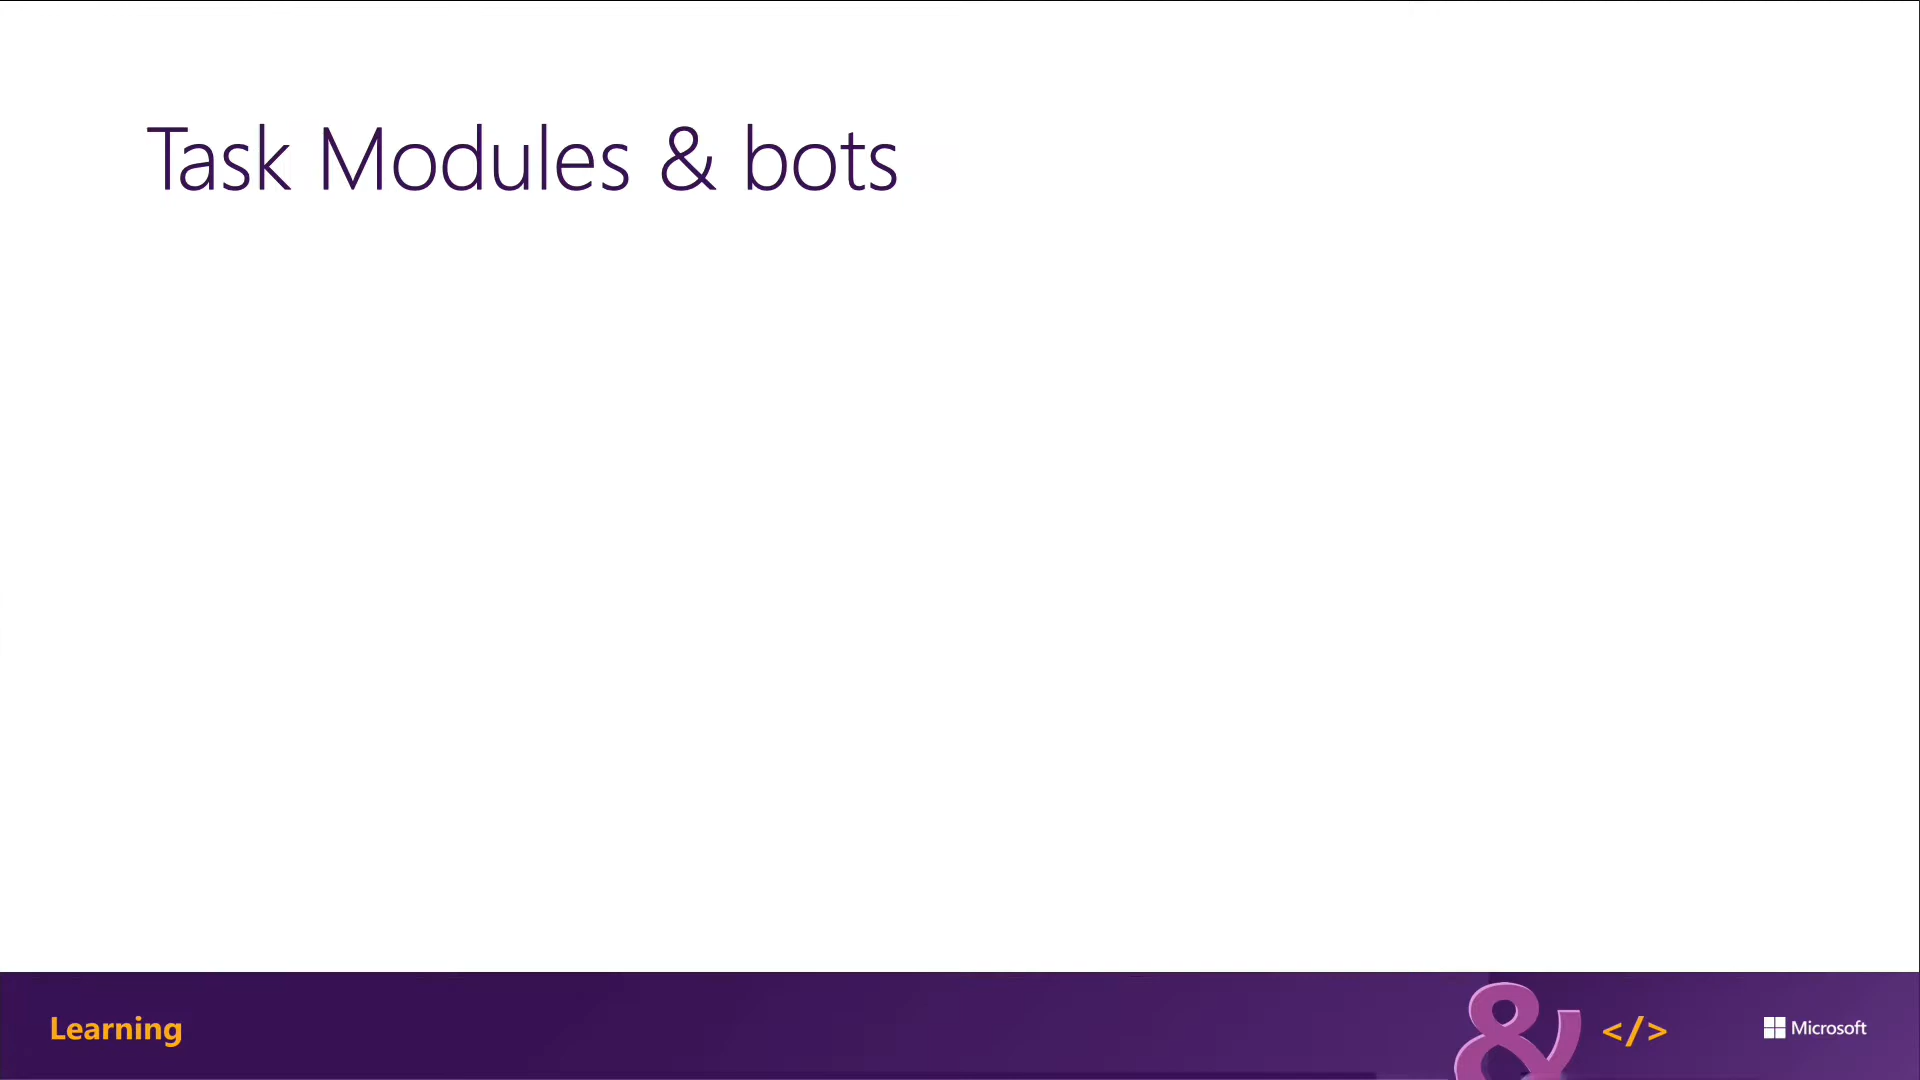 Task Modules & bots
Learning
&
</>
Microsoft